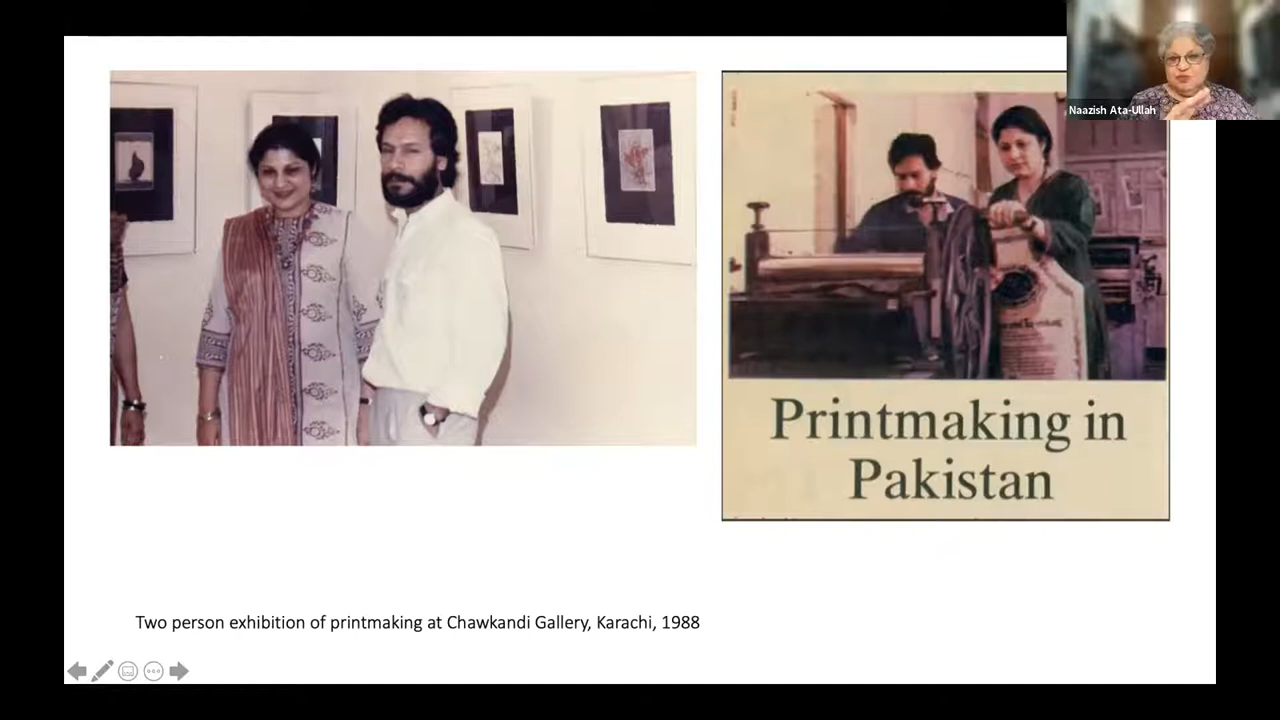 Naazish Ata-Ullah
Printmaking in
Pakistan
Two person exhibition of printmaking at Chawkandi Gallery, Karachi, 1988